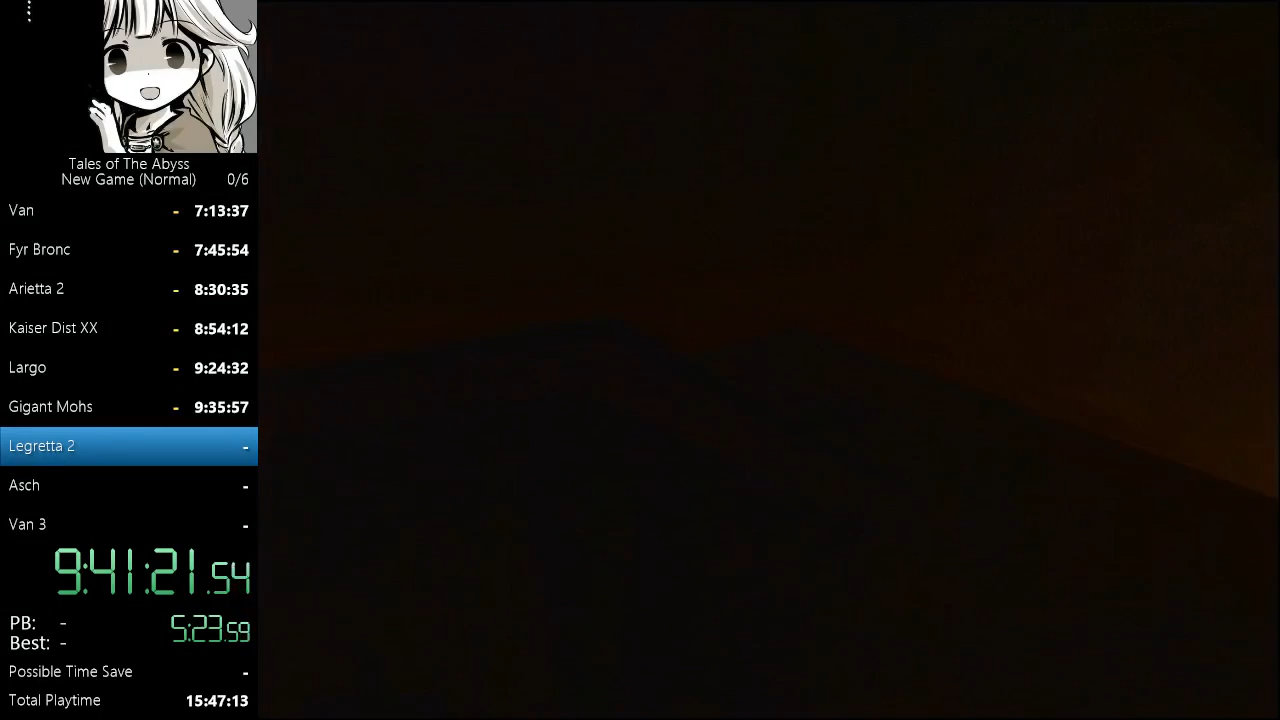 Tales of The Abyss
New Game (Normal) 0/6
Van - 7:13:37
Fyr Bronc - 7:45:54
Arietta 2 - 8:30:35
Kaiser Dist XX - 8:54:12
Largo - 9:24:32
Gigant Mohs - 9:35:57
Legretta 2 -
Asch -
Van 3 -
9:41:21.54
PB: - 5:23.59
Best: -
Possible Time Save -
Total Playtime 15:47:13